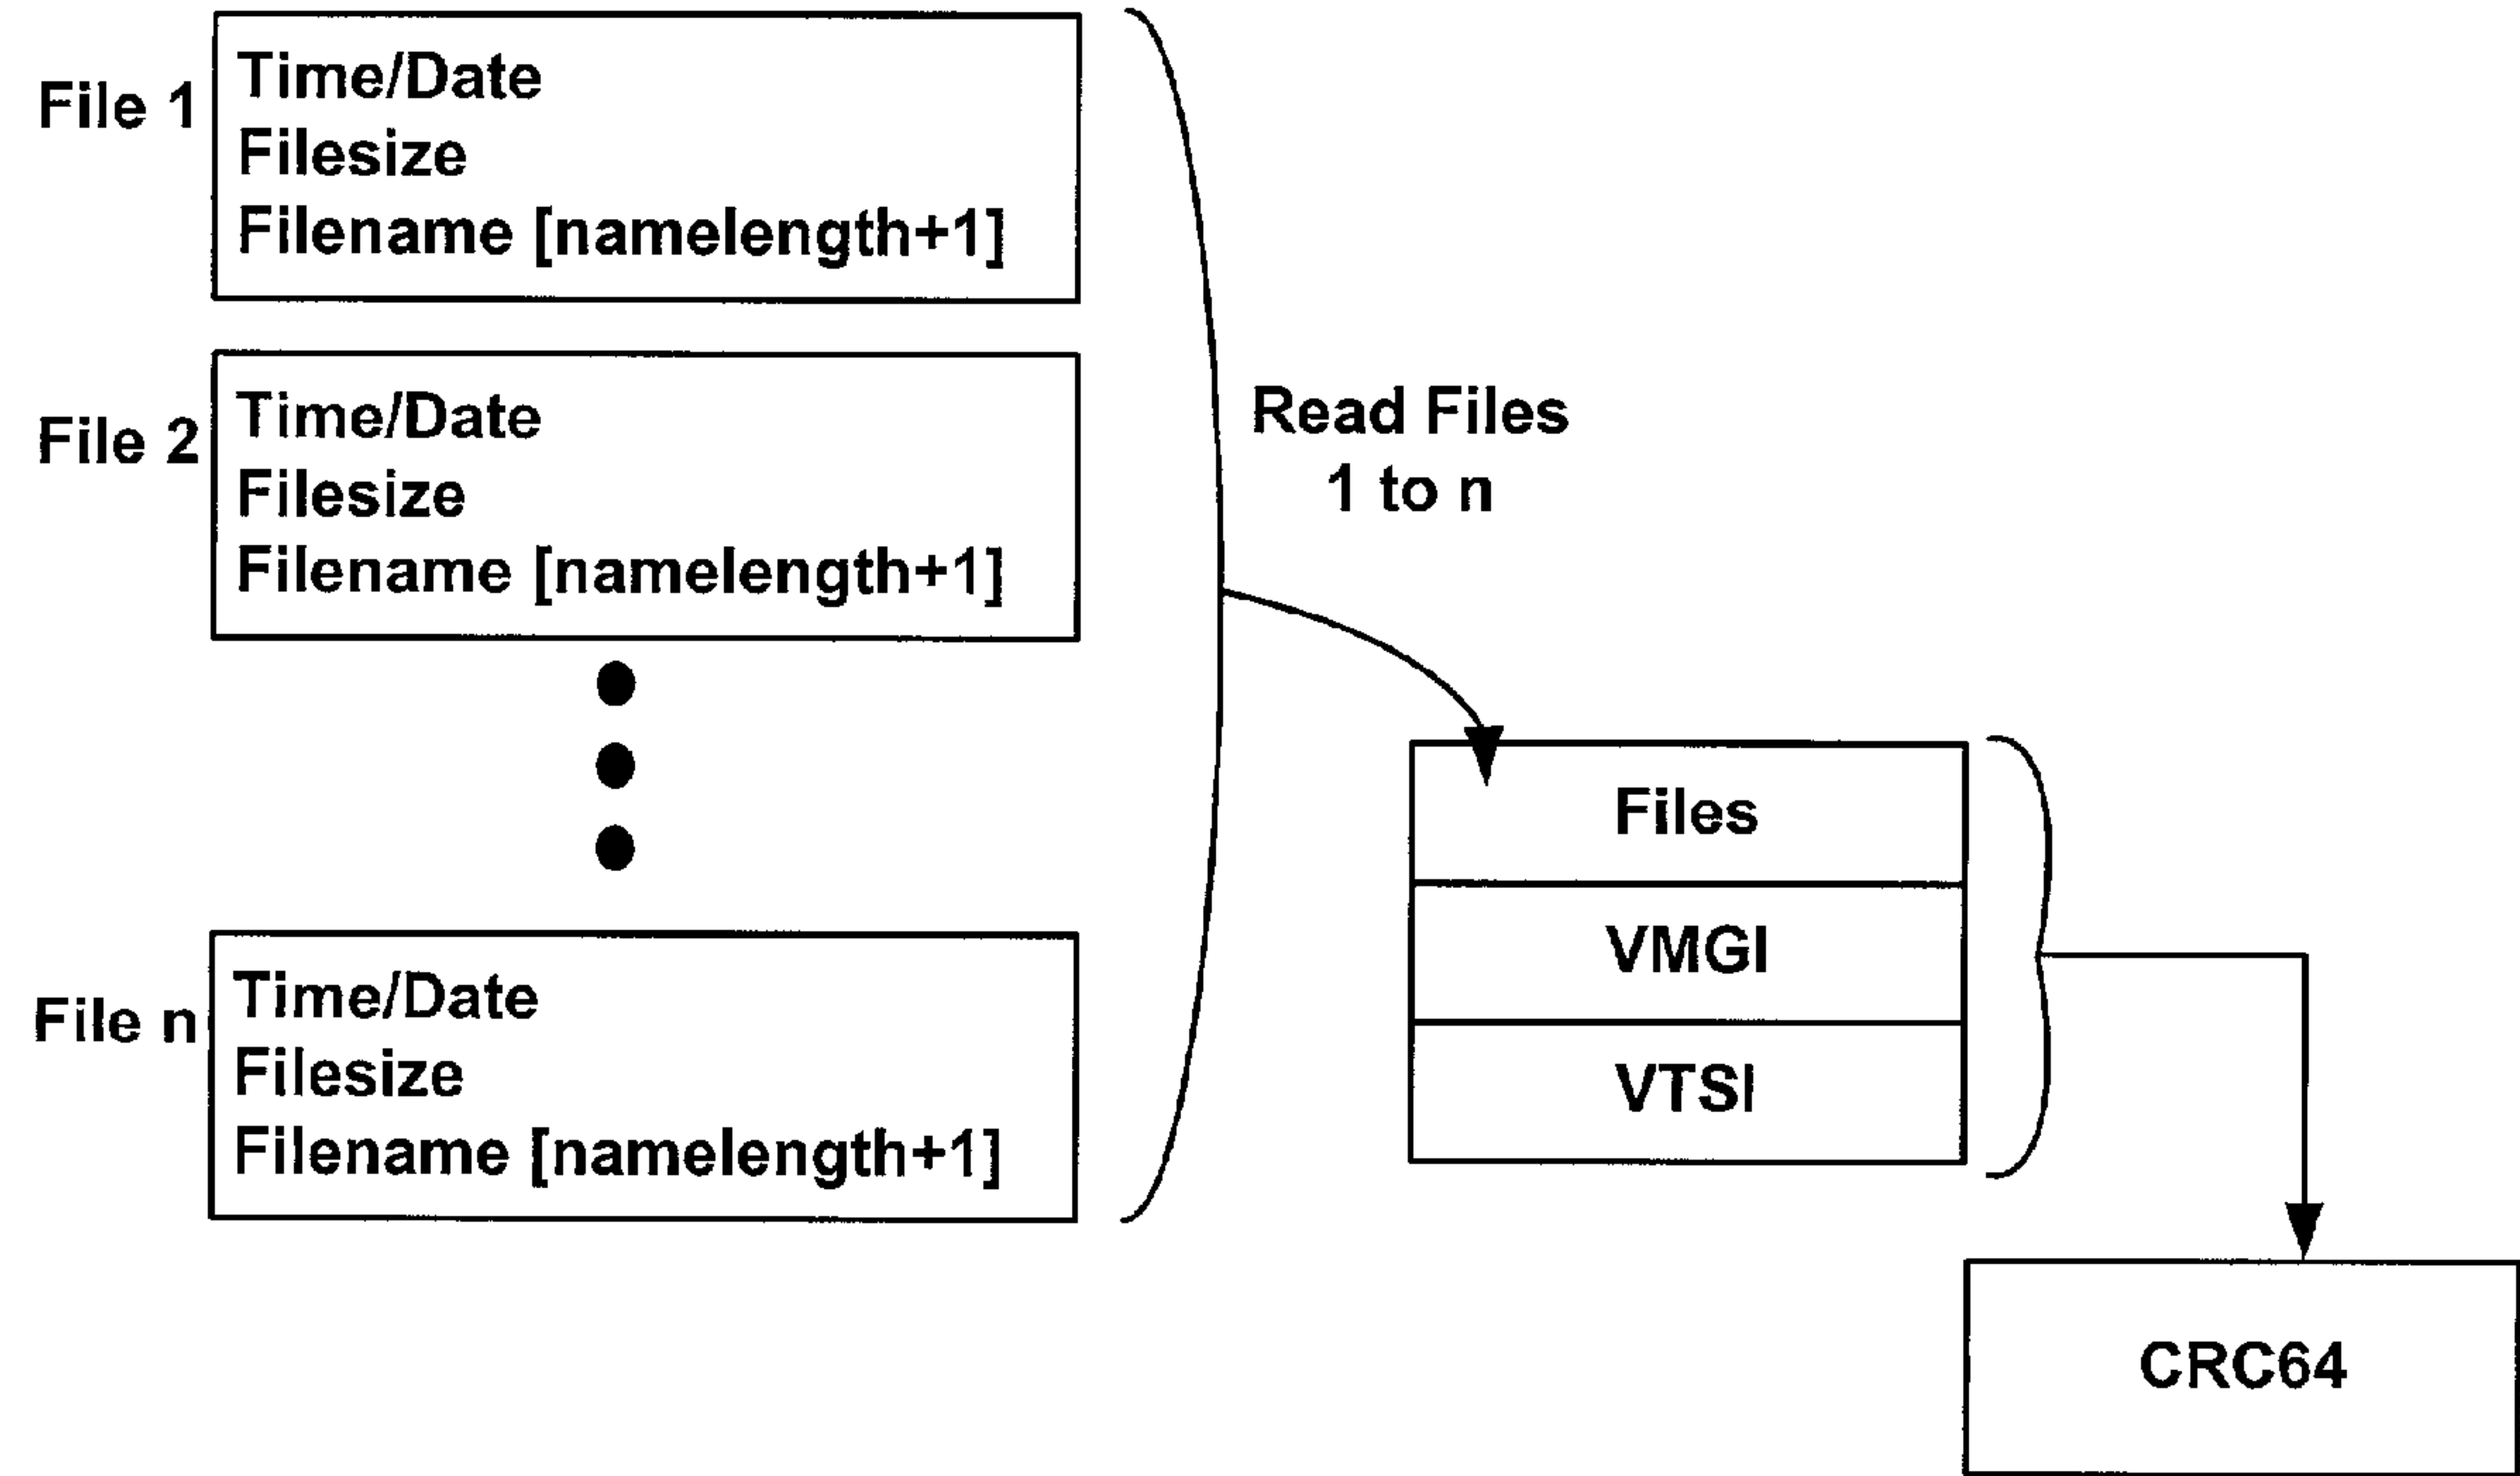 File 1
Time/Date
Filesize
Filename [namelength+1]
File 2
Time/Date
Filesize
Filename [namelength+1]
Read Files
1 to n
File n
Time/Date
Filesize
Filename [namelength+1]
Files
VMGI
VTSI
CRC64